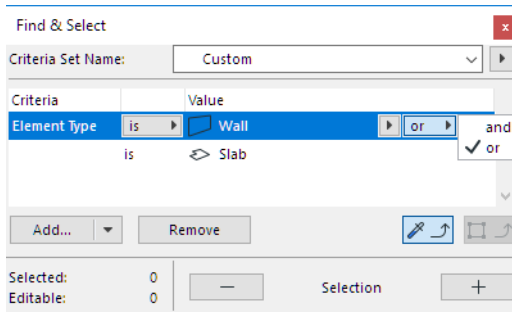 Find & Select
x
Criteria Set Name: Custom
Criteria Value
Element Type is Wall or and
or
is Slab
Add... Remove
Selected: 0
Editable: 0
Selection